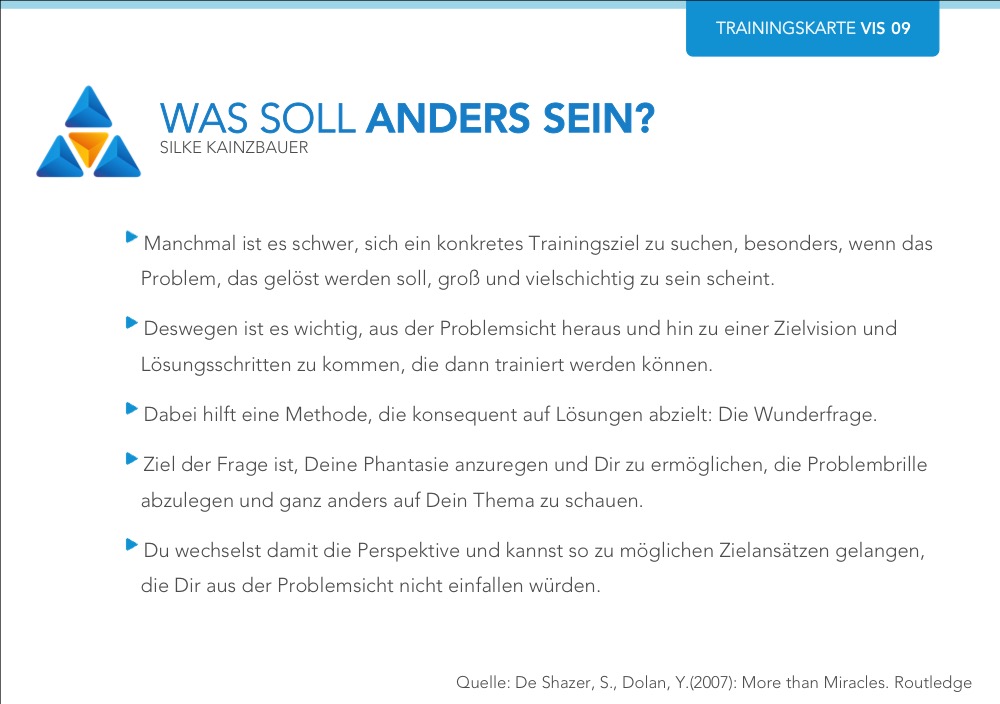 TRAININGSKARTE VIS 09
WAS SOLL ANDERS SEIN?
SILKE KAINZBAUER
Manchmal ist es schwer, sich ein konkretes Trainingsziel zu suchen, besonders, wenn das
Problem, das gelöst werden soll, groß und vielschichtig zu sein scheint.
Deswegen ist es wichtig, aus der Problemsicht heraus und hin zu einer Zielvision und
Lösungsschritten zu kommen, die dann trainiert werden können.
Dabei hilft eine Methode, die konsequent auf Lösungen abzielt: Die Wunderfrage.
Ziel der Frage ist, Deine Phantasie anzuregen und Dir zu ermöglichen, die Problembrille
abzulegen und ganz anders auf Dein Thema zu schauen.
Du wechselst damit die Perspektive und kannst so zu möglichen Zielansätzen gelangen,
die Dir aus der Problemsicht nicht einfallen würden.
Quelle: De Shazer, S., Dolan, Y.(2007): More than Miracles. Routledge